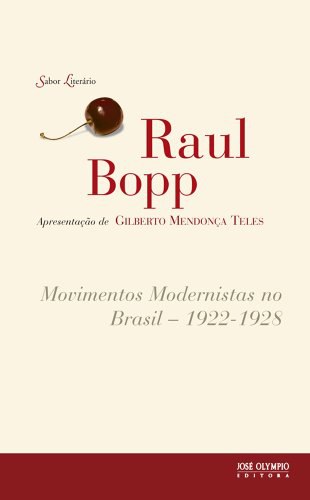 Sabor Literário
Raul
Bopp
Apresentação de GILBERTO MENDONÇA TELES
Movimentos Modernistas no
Brasil – 1922-1928
JOSÉ OLYMPIO
EDITORA